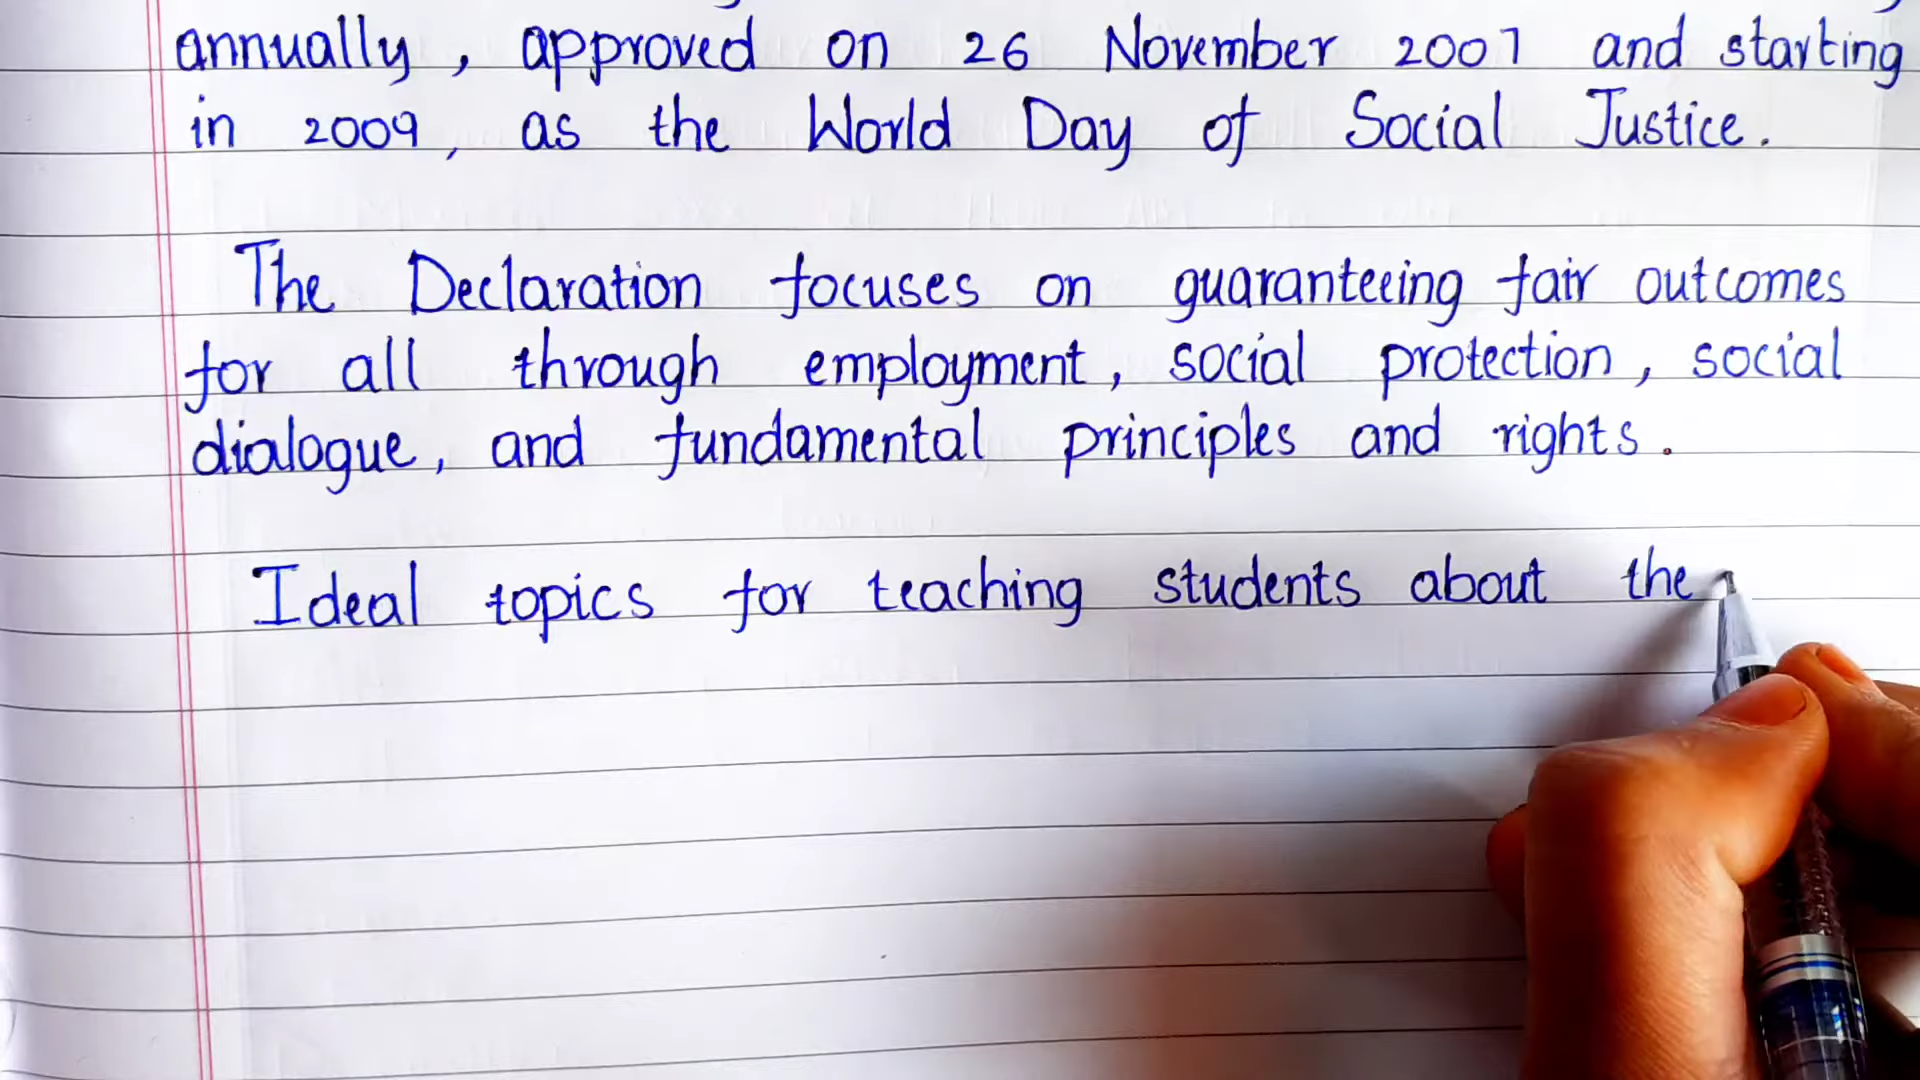 annually, approved on 26 November 2007 and starting
in 2009, as the World Day of Social Justice.
The Declaration focuses on guaranteeing fair outcomes
for all through employment, social protection, social
dialogue, and fundamental principles and rights.
Ideal topics for teaching students about the